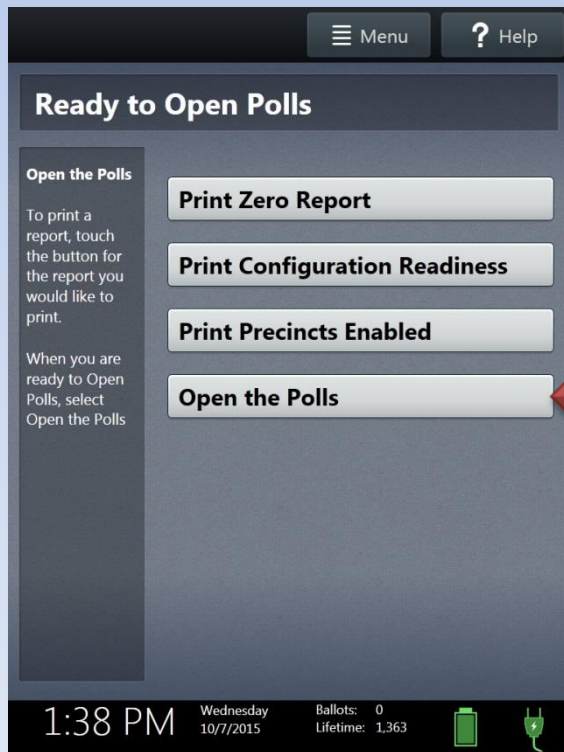 Menu
? Help
Ready to Open Polls
Open the Polls
To print a
report, touch
the button for
the report you
would like to
print.
When you are
ready to Open
Polls, select
Open the Polls
Print Zero Report
Print Configuration Readiness
Print Precincts Enabled
Open the Polls
1:38 PM
Wednesday
10/7/2015
Ballots: 0
Lifetime: 1,363